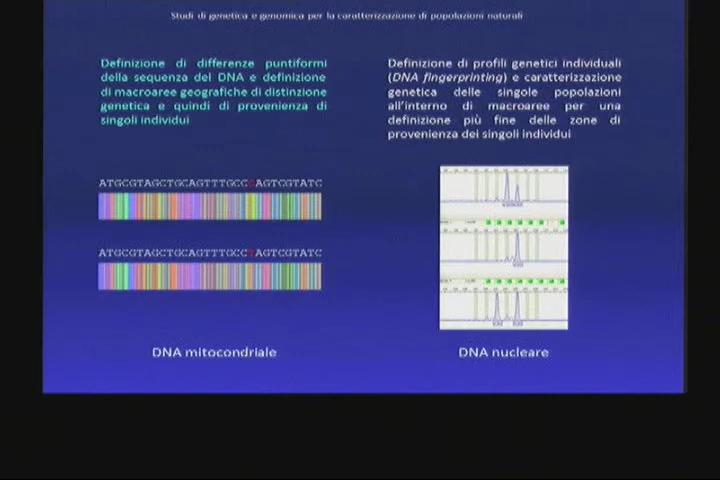 Studi di genetica e genomica per la caratterizzazione di popolazioni naturali
Definizione di differenze puntiformi
della sequenza del DNA e definizione
di macroaree geografiche di distinzione
genetica e quindi di provenienza di
singoli individui
Definizione di profili genetici individuali
(DNA fingerprinting) e caratterizzazione
genetica delle singole popolazioni
all'interno di macroaree per una
definizione più fine delle zone di
provenienza dei singoli individui
ATGCGTAGCTGCAGTTTGCC AGTCGTATC
ATGCGTAGCTGCAGTTTGCC AGTCGTATC
DNA mitocondriale
DNA nucleare